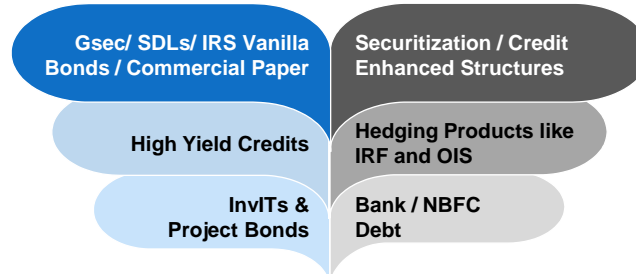 Gsec/ SDLs/ IRS Vanilla
Bonds / Commercial Paper
Securitization / Credit
Enhanced Structures
High Yield Credits
Hedging Products like
IRF and OIS
InvITs &
Project Bonds
Bank / NBFC
Debt